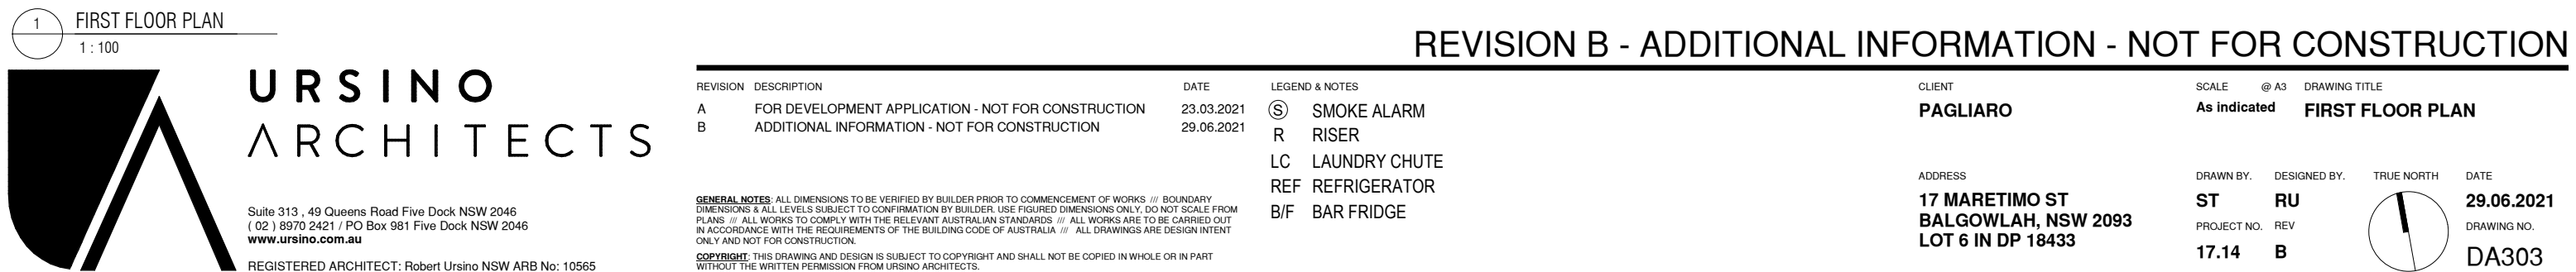 1 FIRST FLOOR PLAN
1 : 100
REVISION B - ADDITIONAL INFORMATION - NOT FOR CONSTRUCTION
URSINO
ARCHITECTS
Suite 313 , 49 Queens Road Five Dock NSW 2046
( 02 ) 8970 2421 / PO Box 981 Five Dock NSW 2046
www.ursino.com.au
REGISTERED ARCHITECT: Robert Ursino NSW ARB No: 10565
REVISION DESCRIPTION DATE
A FOR DEVELOPMENT APPLICATION - NOT FOR CONSTRUCTION 23.03.2021
B ADDITIONAL INFORMATION - NOT FOR CONSTRUCTION 29.06.2021
GENERAL NOTES: ALL DIMENSIONS TO BE VERIFIED BY BUILDER PRIOR TO COMMENCEMENT OF WORKS /// BOUNDARY
DIMENSIONS & ALL LEVELS SUBJECT TO CONFIRMATION BY BUILDER. USE FIGURED DIMENSIONS ONLY, DO NOT SCALE FROM
PLANS /// ALL WORKS TO COMPLY WITH THE RELEVANT AUSTRALIAN STANDARDS /// ALL WORKS ARE TO BE CARRIED OUT
IN ACCORDANCE WITH THE REQUIREMENTS OF THE BUILDING CODE OF AUSTRALIA /// ALL DRAWINGS ARE DESIGN INTENT
ONLY AND NOT FOR CONSTRUCTION.
COPYRIGHT: THIS DRAWING AND DESIGN IS SUBJECT TO COPYRIGHT AND SHALL NOT BE COPIED IN WHOLE OR IN PART
WITHOUT THE WRITTEN PERMISSION FROM URSINO ARCHITECTS.
LEGEND & NOTES
S SMOKE ALARM
R RISER
LC LAUNDRY CHUTE
REF REFRIGERATOR
B/F BAR FRIDGE
CLIENT
PAGLIARO
ADDRESS
17 MARETIMO ST
BALGOWLAH, NSW 2093
LOT 6 IN DP 18433
SCALE @ A3 DRAWING TITLE
As indicated FIRST FLOOR PLAN
DRAWN BY. DESIGNED BY. TRUE NORTH DATE
ST RU 29.06.2021
PROJECT NO. REV DRAWING NO.
17.14 B DA303